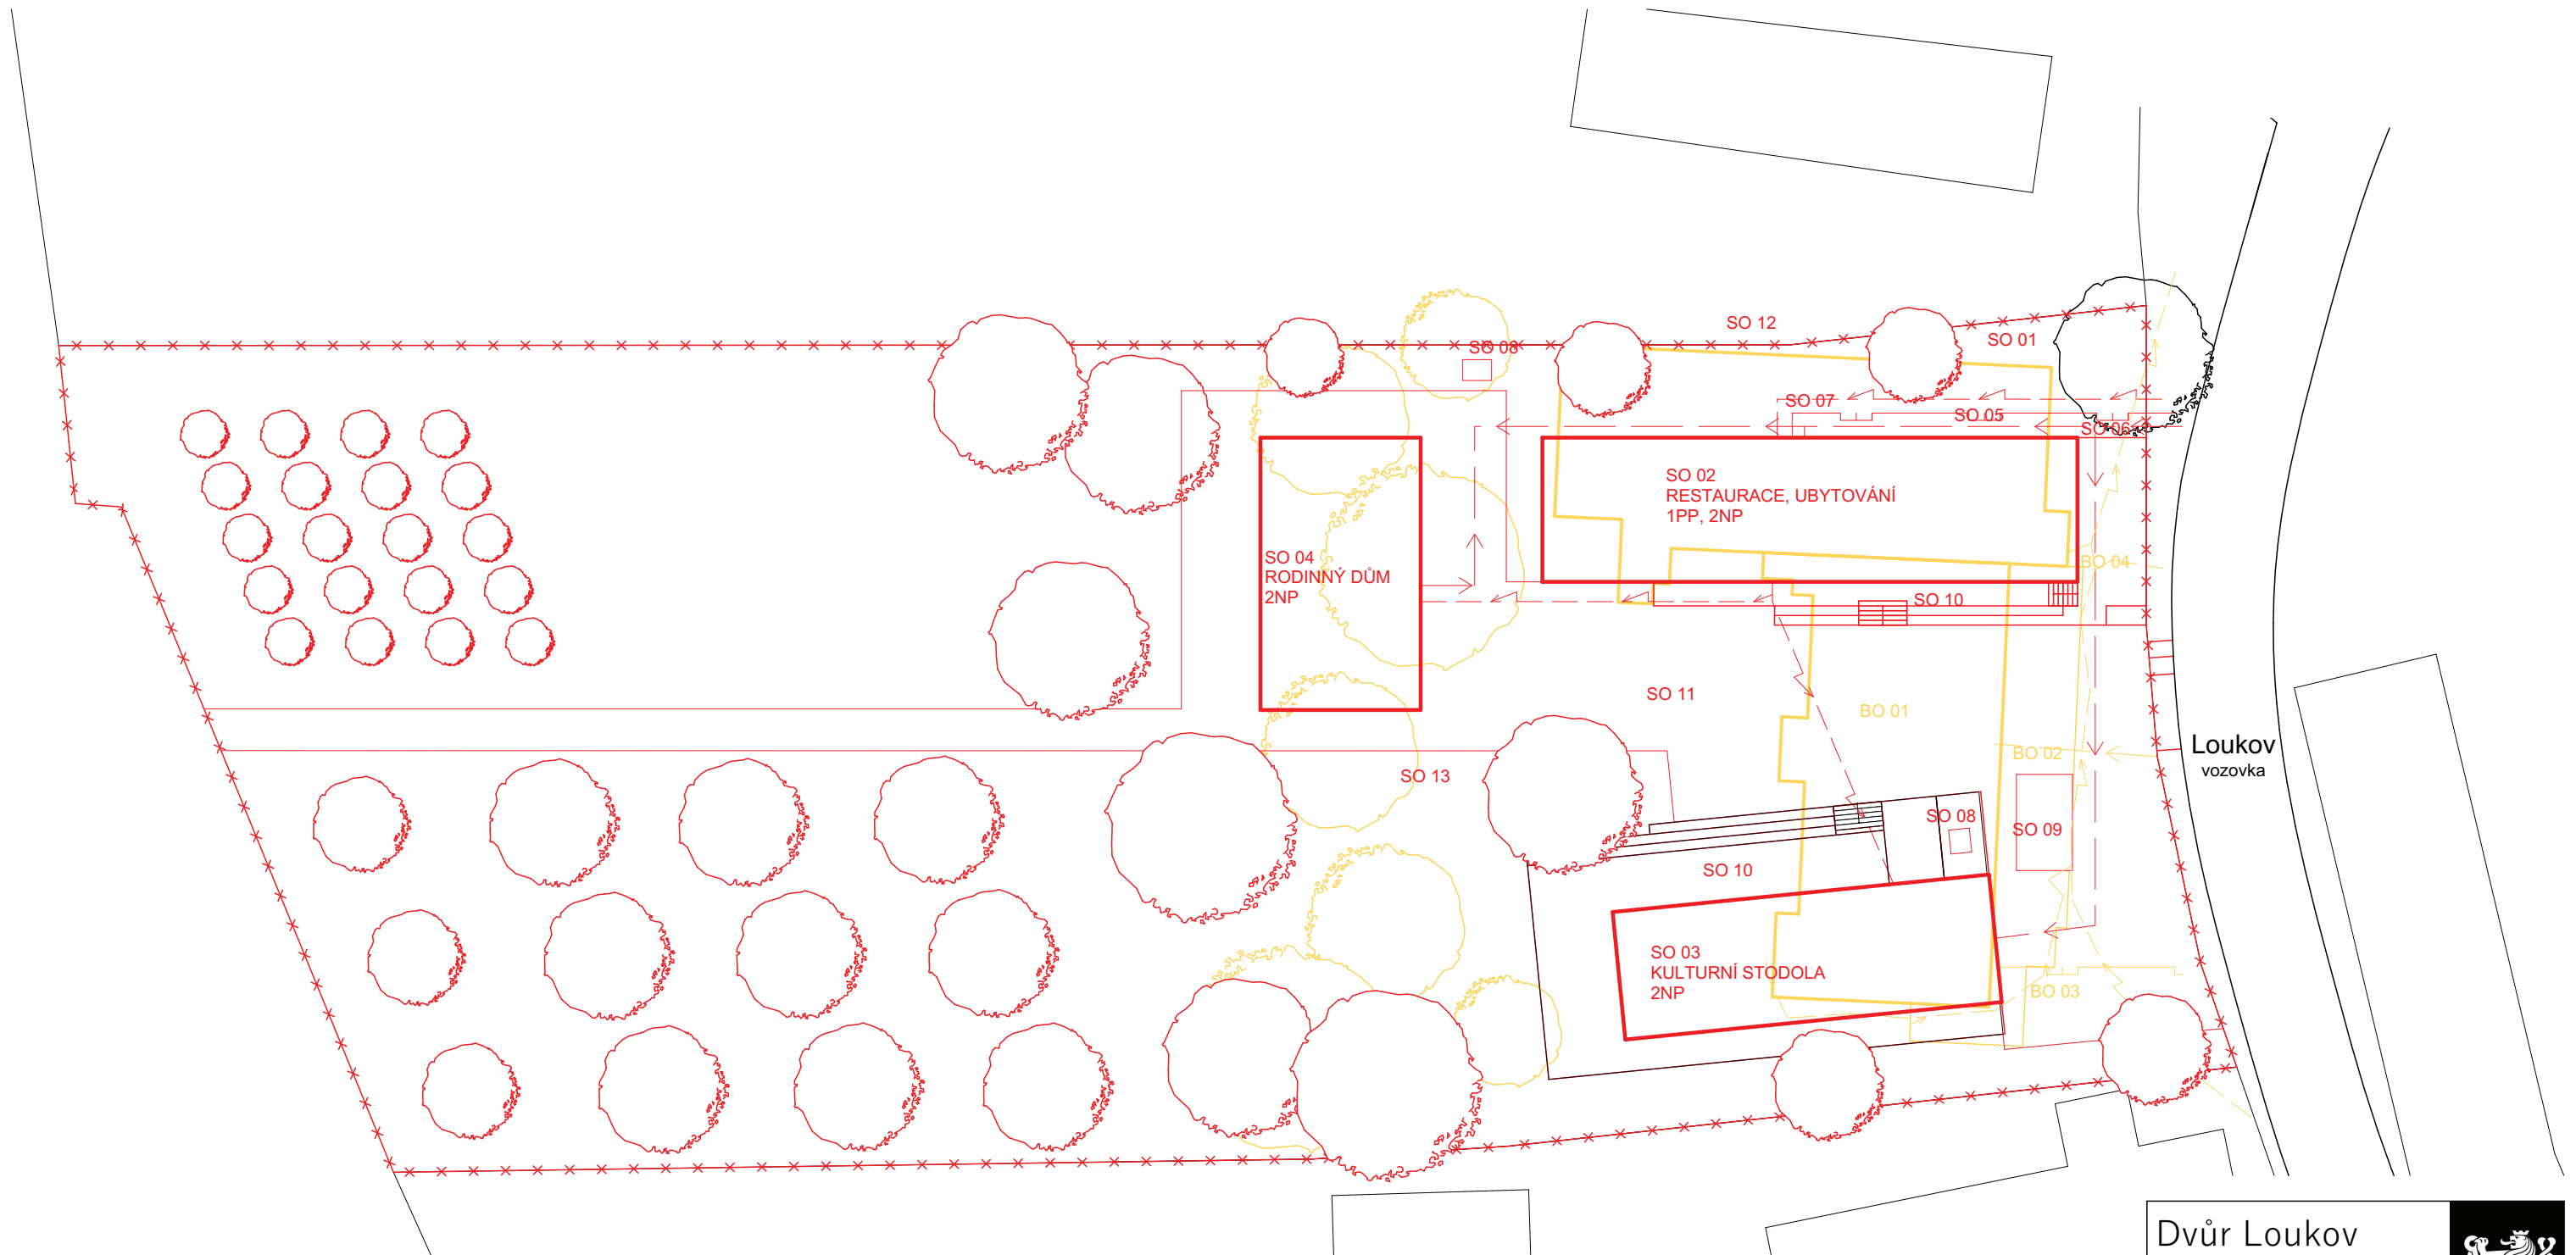 SO 12
SO 01
SO 08
SO 07
SO 05
SO 06
SO 02
RESTAURACE, UBYTOVÁNÍ
1PP, 2NP
SO 04
RODINNÝ DŮM
2NP
BO 04
SO 10
SO 11
BO 01
BO 02
Loukov
vozovka
SO 13
SO 08
SO 09
SO 10
SO 03
KULTURNÍ STODOLA
2NP
BO 03
Dvůr Loukov